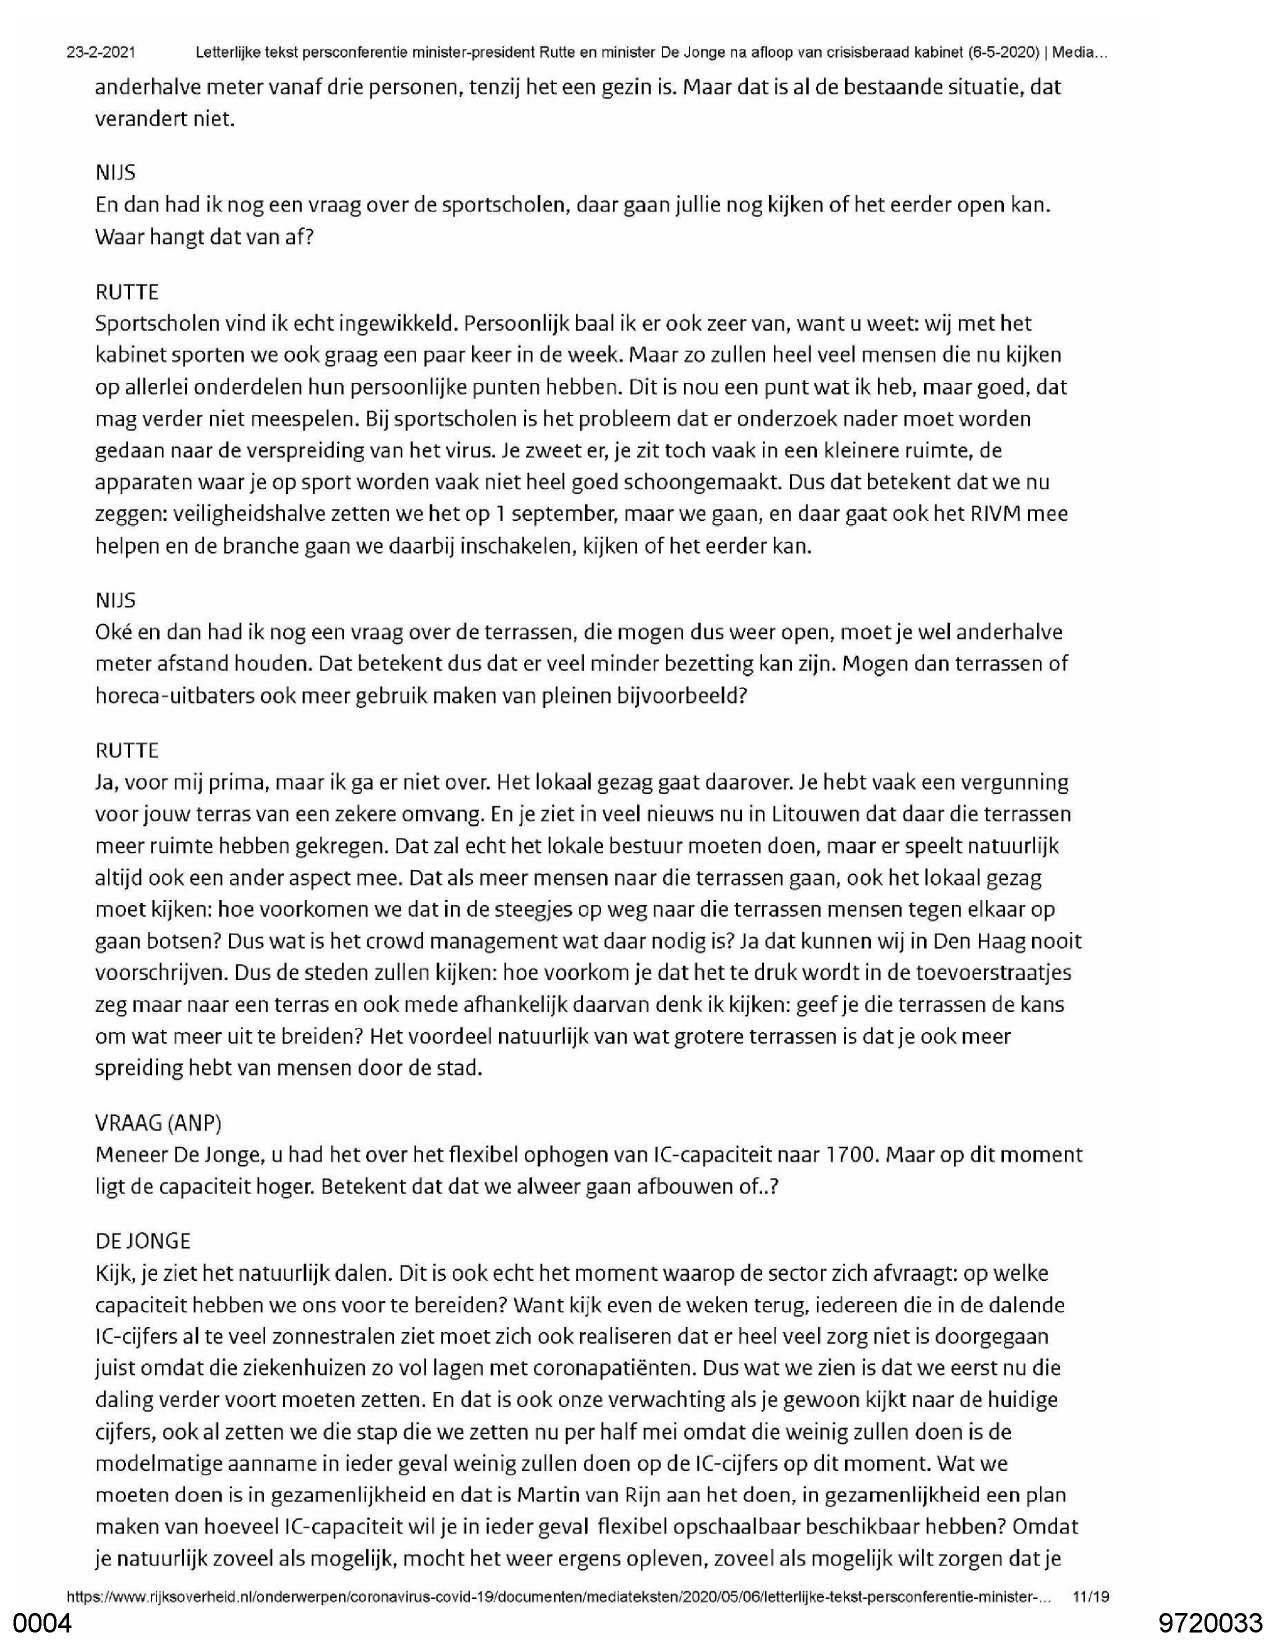 23-2-2021 Letterlijke tekst persconferentie minister-president Rutte en minister De Jonge na afloop van crisisberaad kabinet (6-5-2020) | Media...
anderhalve meter vanaf drie personen, tenzij het een gezin is. Maar dat is al de bestaande situatie, dat
verandert niet.
NIJS
En dan had ik nog een vraag over de sportscholen, daar gaan jullie nog kijken of het eerder open kan.
Waar hangt dat van af?
RUTTE
Sportscholen vind ik echt ingewikkeld. Persoonlijk baal ik er ook zeer van, want u weet: wij met het
kabinet sporten we ook graag een paar keer in de week. Maar zo zullen heel veel mensen die nu kijken
op allerlei onderdelen hun persoonlijke punten hebben. Dit is nou een punt wat ik heb, maar goed, dat
mag verder niet meespelen. Bij sportscholen is het probleem dat er onderzoek nader moet worden
gedaan naar de verspreiding van het virus. Je zweet er, je zit toch vaak in een kleinere ruimte, de
apparaten waar je op sport worden vaak niet heel goed schoongemaakt. Dus dat betekent dat we nu
zeggen: veiligheidshalve zetten we het op 1 september, maar we gaan, en daar gaat ook het RIVM mee
helpen en de branche gaan we daarbij inschakelen, kijken of het eerder kan.
NIJS
Oké en dan had ik nog een vraag over de terrassen, die mogen dus weer open, moet je wel anderhalve
meter afstand houden. Dat betekent dus dat er veel minder bezetting kan zijn. Mogen dan terrassen of
horeca-uitbaters ook meer gebruik maken van pleinen bijvoorbeeld?
RUTTE
Ja, voor mij prima, maar ik ga er niet over. Het lokaal gezag gaat daarover. Je hebt vaak een vergunning
voor jouw terras van een zekere omvang. En je ziet in veel nieuws nu in Litouwen dat daar die terrassen
meer ruimte hebben gekregen. Dat zal echt het lokale bestuur moeten doen, maar er speelt natuurlijk
altijd ook een ander aspect mee. Dat als meer mensen naar die terrassen gaan, ook het lokaal gezag
moet kijken: hoe voorkomen we dat in de steegjes op weg naar die terrassen mensen tegen elkaar op
gaan botsen? Dus wat is het crowd management wat daar nodig is? Ja dat kunnen wij in Den Haag nooit
voorschrijven. Dus de steden zullen kijken: hoe voorkom je dat het te druk wordt in de toevoerstraatjes
zeg maar naar een terras en ook mede afhankelijk daarvan denk ik kijken: geef je die terrassen de kans
om wat meer uit te breiden? Het voordeel natuurlijk van wat grotere terrassen is dat je ook meer
spreiding hebt van mensen door de stad.
VRAAG (ANP)
Meneer De Jonge, u had het over het flexibel ophogen van IC-capaciteit naar 1700. Maar op dit moment
ligt de capaciteit hoger. Betekent dat dat we alweer gaan afbouwen of..?
DE JONGE
Kijk, je ziet het natuurlijk dalen. Dit is ook echt het moment waarop de sector zich afvraagt: op welke
capaciteit hebben we ons voor te bereiden? Want kijk even de weken terug, iedereen die in de dalende
IC-cijfers al te veel zonnestralen ziet moet zich ook realiseren dat er heel veel zorg niet is doorgegaan
juist omdat die ziekenhuizen zo vol lagen met coronapatiënten. Dus wat we zien is dat we eerst nu die
daling verder voort moeten zetten. En dat is ook onze verwachting als je gewoon kijkt naar de huidige
cijfers, ook al zetten we die stap die we zetten nu per half mei omdat die weinig zullen doen is de
modelmatige aanname in ieder geval weinig zullen doen op de IC-cijfers op dit moment. Wat we
moeten doen is in gezamenlijkheid en dat is Martin van Rijn aan het doen, in gezamenlijkheid een plan
maken van hoeveel IC-capaciteit wil je in ieder geval flexibel opschaalbaar beschikbaar hebben? Omdat
je natuurlijk zoveel als mogelijk, mocht het weer ergens opleven, zoveel als mogelijk wilt zorgen dat je
https://www.rijksoverheid.nl/onderwerpen/coronavirus-covid-19/documenten/mediateksten/2020/05/06/letterlijke-tekst-persconferentie-minister-... 11/19
0004 9720033